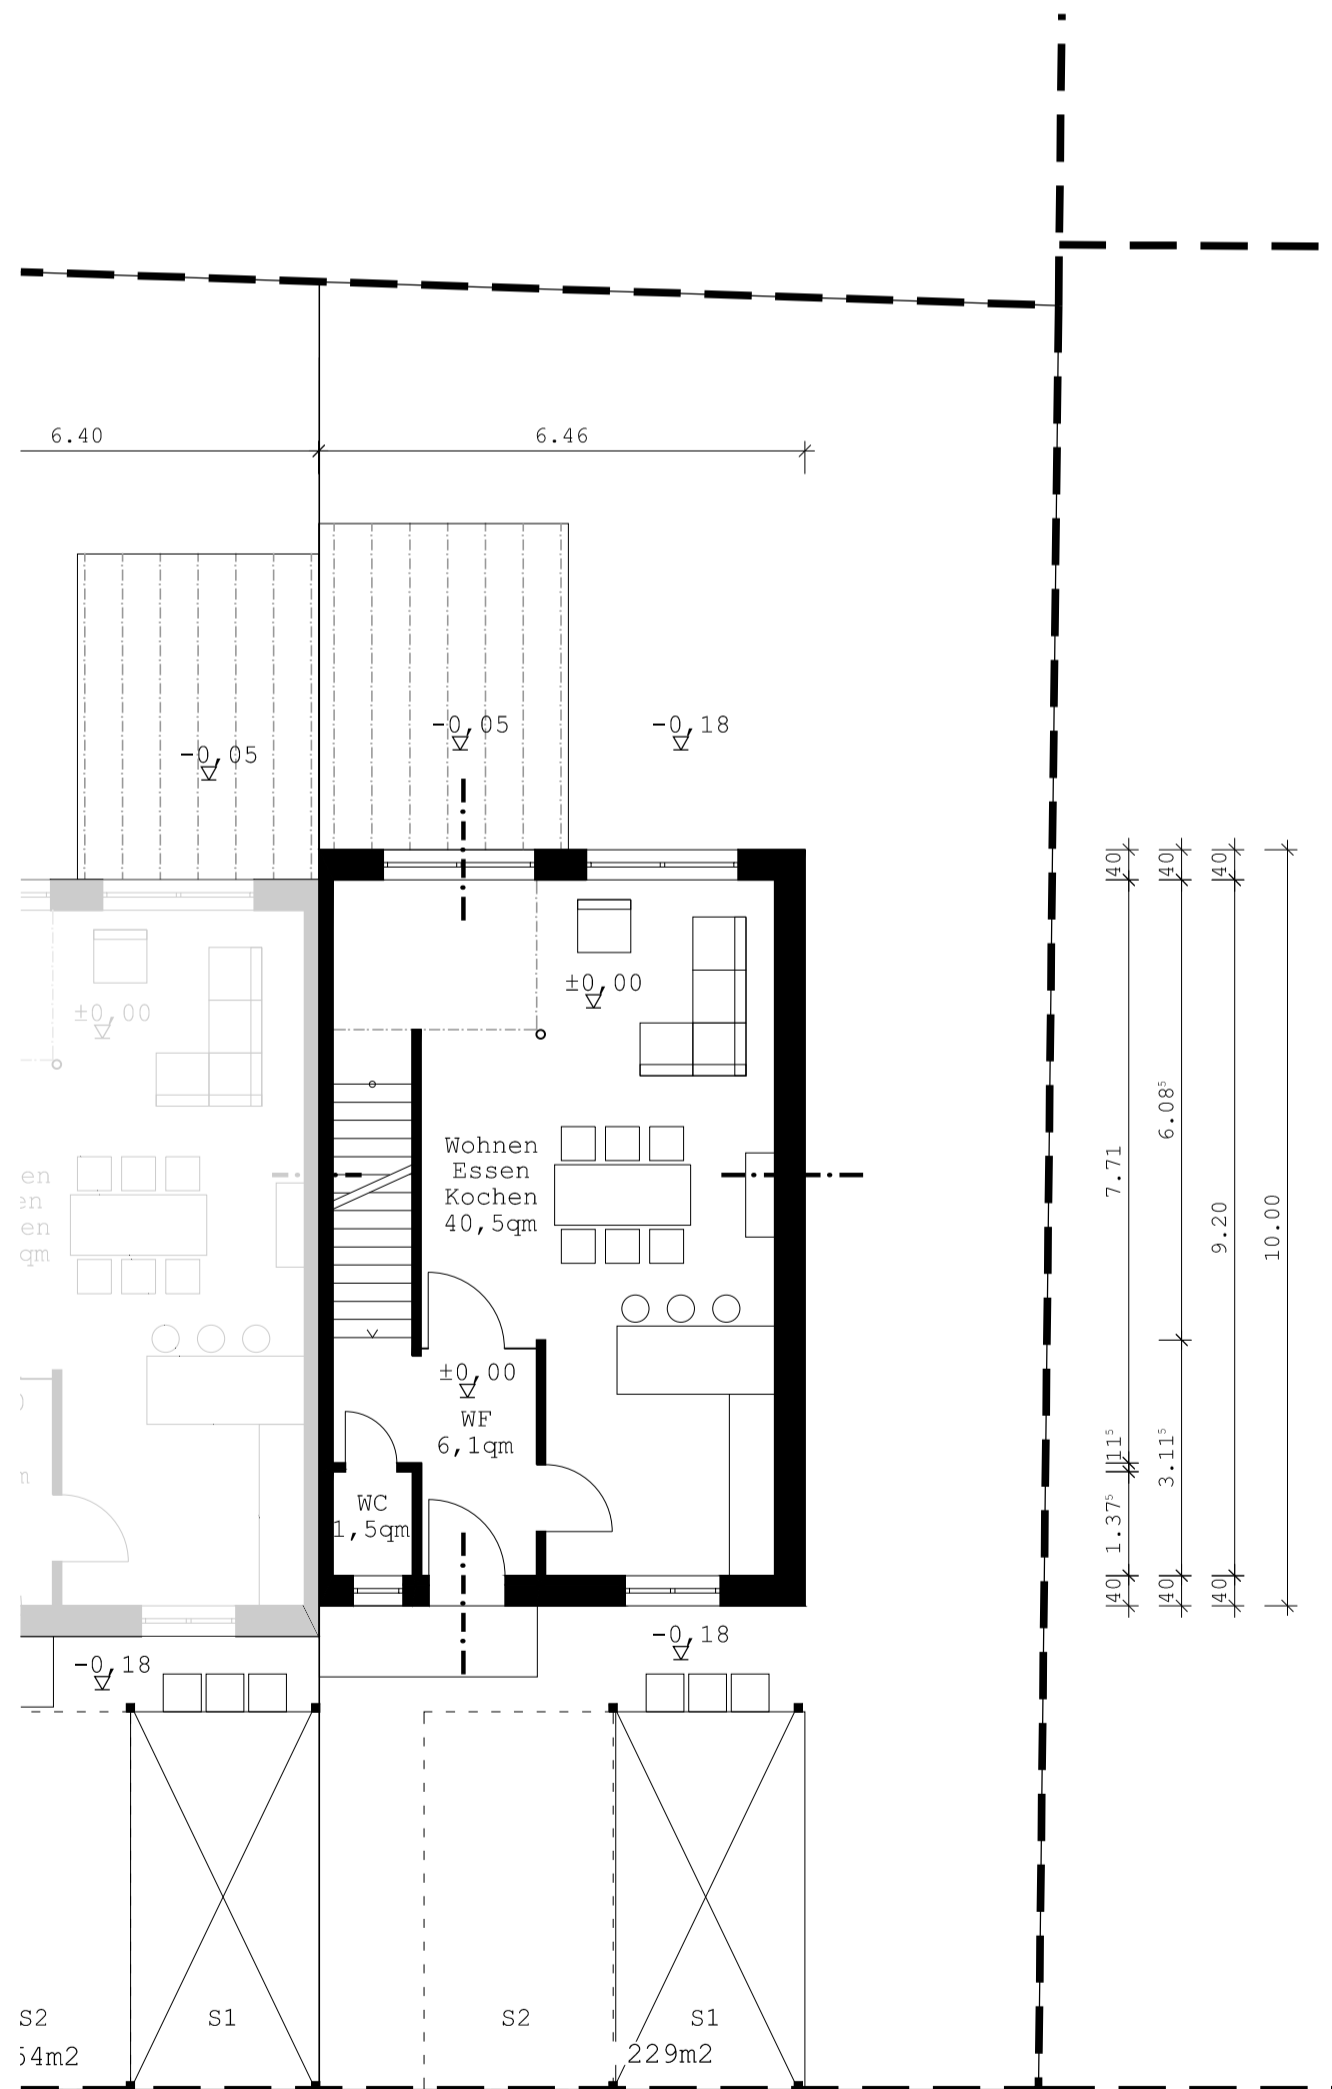 6.40
6.46
-0,05
-0,18
-0,05
40
40
40
±0,00
±0,00
7.71
6.08⁵
9.20
10.00
Wohnen
Essen
Kochen
40,5qm
±0,00
WF
6,1qm
11⁵
3.11⁵
WC
1,5qm
1.37⁵
40
40
40
-0,18
-0,18
S2
S1
S2
S1
229m2